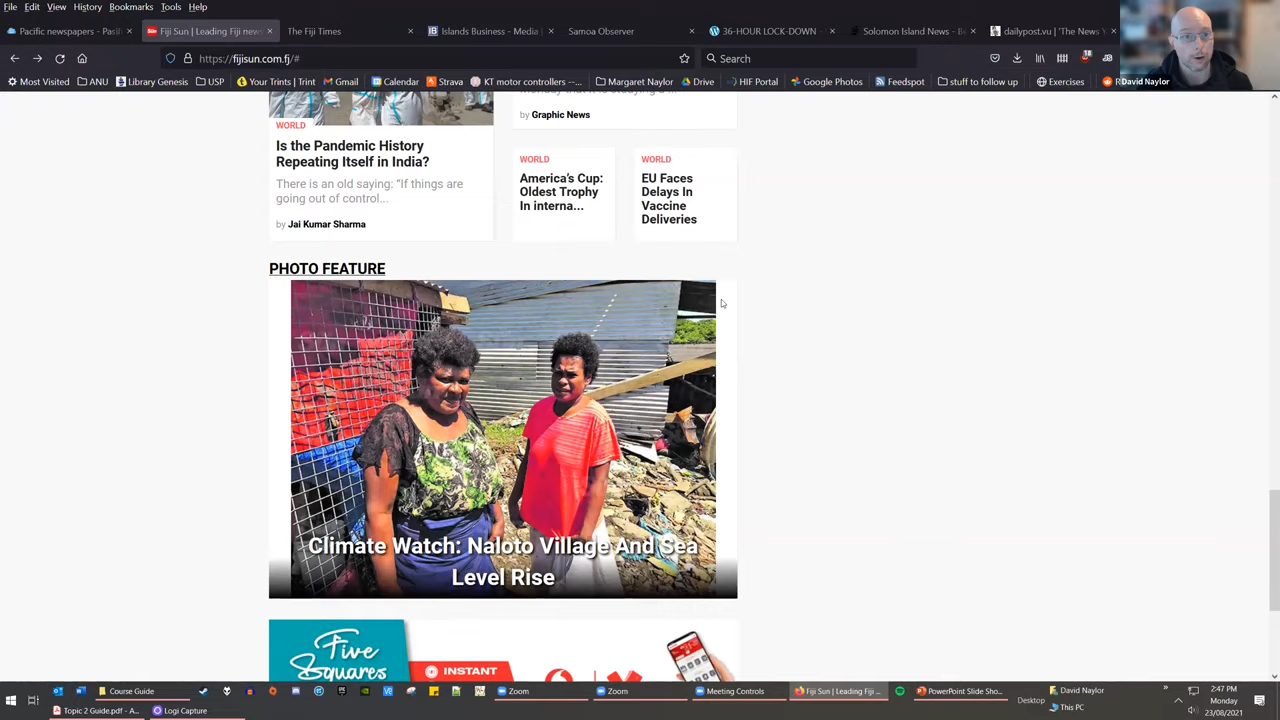 File Edit View History Bookmarks Tools Help
Pacific newspapers - Pacif
Fiji Sun | Leading Fiji news
The Fiji Times
Islands Business - Media |
Samoa Observer
36-HOUR LOCK-DOWN -
Solomon Island News - B
dailypost.vu | 'The News
https://fijisun.com.fj/#
Search
18
Most Visited ANU Library Genesis USP Your Trints | Trint Gmail Calendar Strava KT motor controllers --... Margaret Naylor Drive HIF Portal Google Photos Feedspot stuff to follow up Exercises
David Naylor
by Graphic News
WORLD
Is the Pandemic History
Repeating Itself in India?
There is an old saying: “If things are
going out of control...
by Jai Kumar Sharma
WORLD
America’s Cup:
Oldest Trophy
In interna...
WORLD
EU Faces
Delays In
Vaccine
Deliveries
PHOTO FEATURE
Climate Watch: Naloto Village And Sea
Level Rise
Five
Squares
INSTANT
Course Guide
Zoom
Zoom
Meeting Controls
Fiji Sun | Leading Fiji ...
PowerPoint Slide Sho...
Desktop
David Naylor
This PC
Topic 2 Guide.pdf - A...
Logi Capture
2:47 PM
Monday
23/08/2021